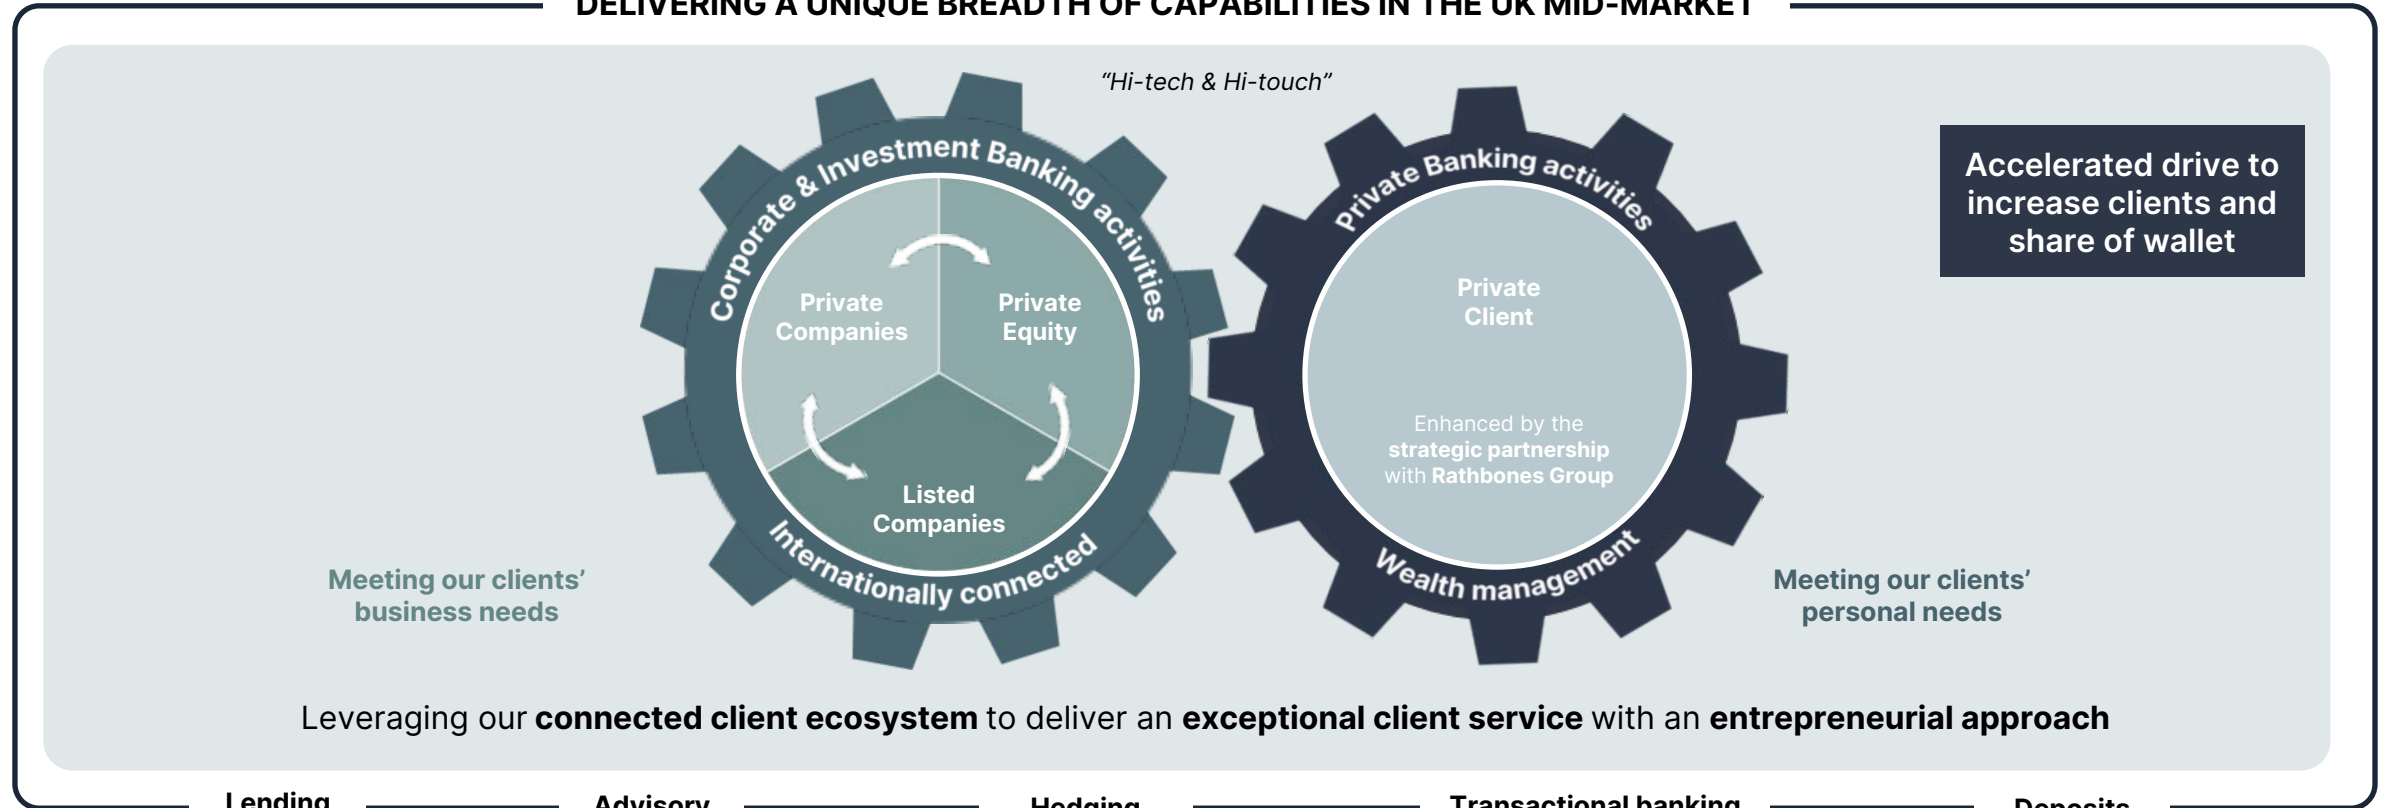 DELIVERING A UNIQUE BREADTH OF CAPABILITIES IN THE UK MID-MARKET
“Hi-tech & Hi-touch”
Corporate & Investment Banking activities
Private
Companies
Private
Equity
Listed
Companies
Internationally connected
Private Banking activities
Private
Client
Enhanced by the
strategic partnership
with Rathbones Group
Wealth management
Accelerated drive to
increase clients and
share of wallet
Meeting our clients’
business needs
Meeting our clients’
personal needs
Leveraging our connected client ecosystem to deliver an exceptional client service with an entrepreneurial approach
Lending
Advisory
Hedging
Transactional banking
Deposits